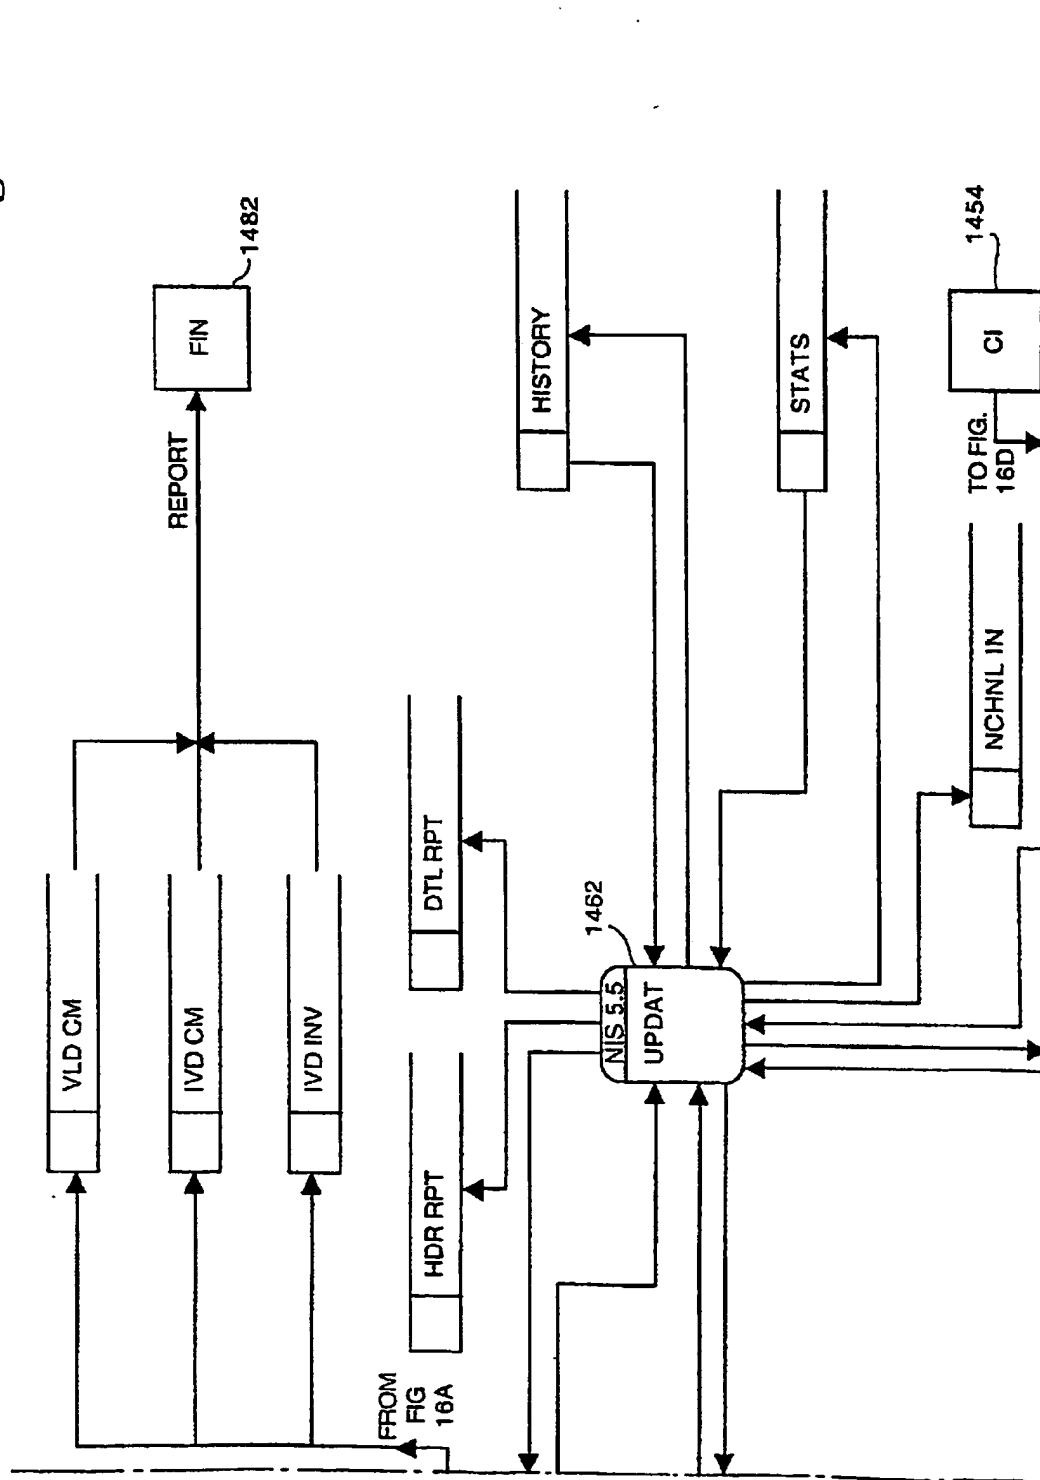 1482
FIN
REPORT
VLD CM
IVD CM
IVD INV
HISTORY
DTL RPT
HDR RPT
FROM
FIG
16A
STATS
1462
NIS 5.5
UPDAT
1454
CI
TO FIG.
16D
NCHNL IN